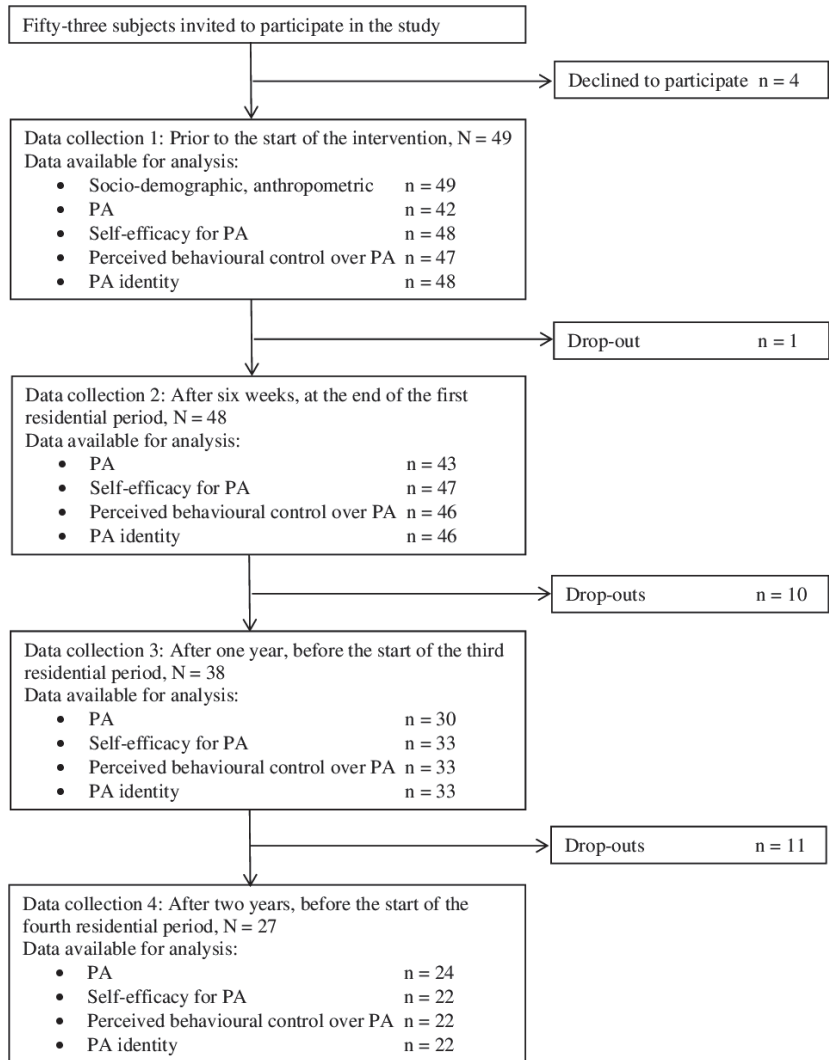 Fifty-three subjects invited to participate in the study
Declined to participate n = 4
Data collection 1: Prior to the start of the intervention, N = 49
Data available for analysis:
• Socio-demographic, anthropometric n = 49
• PA n = 42
• Self-efficacy for PA n = 48
• Perceived behavioural control over PA n = 47
• PA identity n = 48
Drop-out n = 1
Data collection 2: After six weeks, at the end of the first
residential period, N = 48
Data available for analysis:
• PA n = 43
• Self-efficacy for PA n = 47
• Perceived behavioural control over PA n = 46
• PA identity n = 46
Drop-outs n = 10
Data collection 3: After one year, before the start of the third
residential period, N = 38
Data available for analysis:
• PA n = 30
• Self-efficacy for PA n = 33
• Perceived behavioural control over PA n = 33
• PA identity n = 33
Drop-outs n = 11
Data collection 4: After two years, before the start of the
fourth residential period, N = 27
Data available for analysis:
• PA n = 24
• Self-efficacy for PA n = 22
• Perceived behavioural control over PA n = 22
• PA identity n = 22